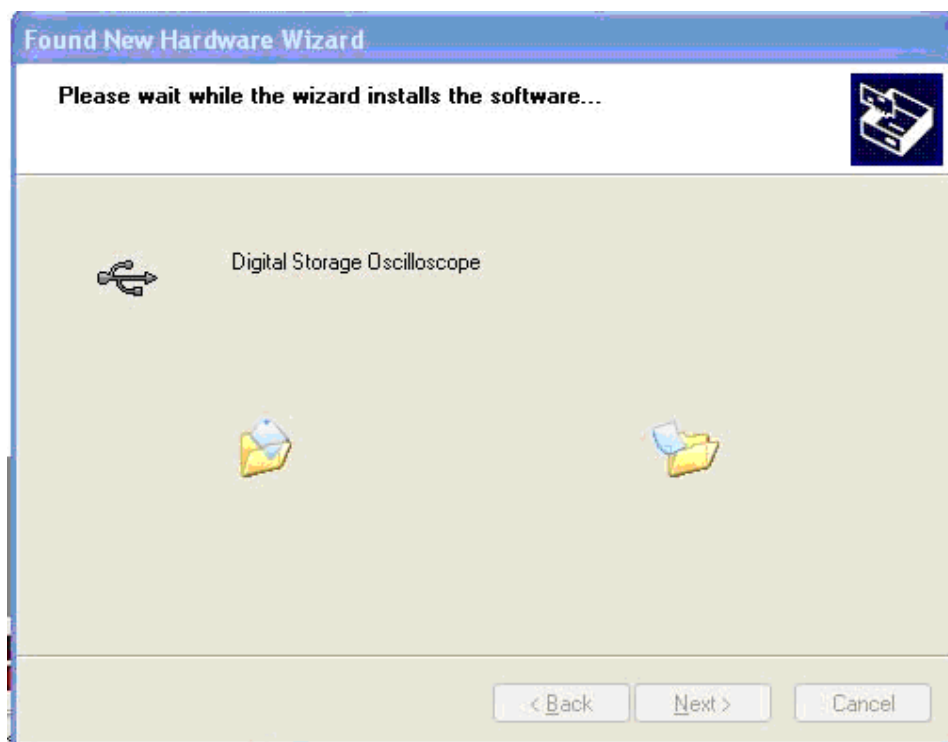 Found New Hardware Wizard
Please wait while the wizard installs the software...
Digital Storage Oscilloscope
< Back
Next >
Cancel